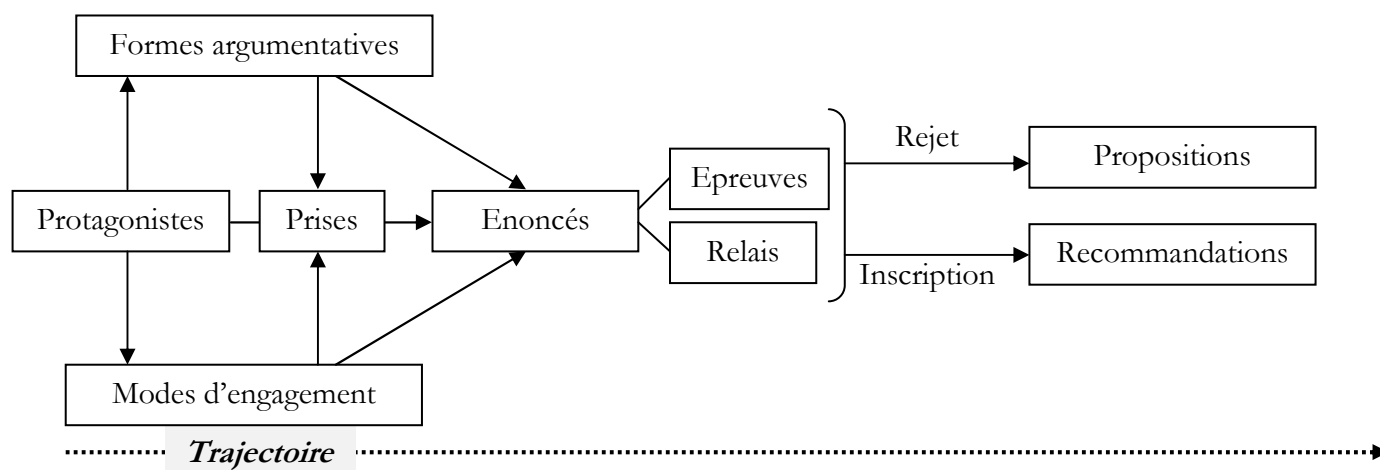 Formes argumentatives
Rejet
Propositions
Epreuves
Protagonistes
Prises
Enoncés
Relais
Recommandations
Inscription
Modes d’engagement
Trajectoire